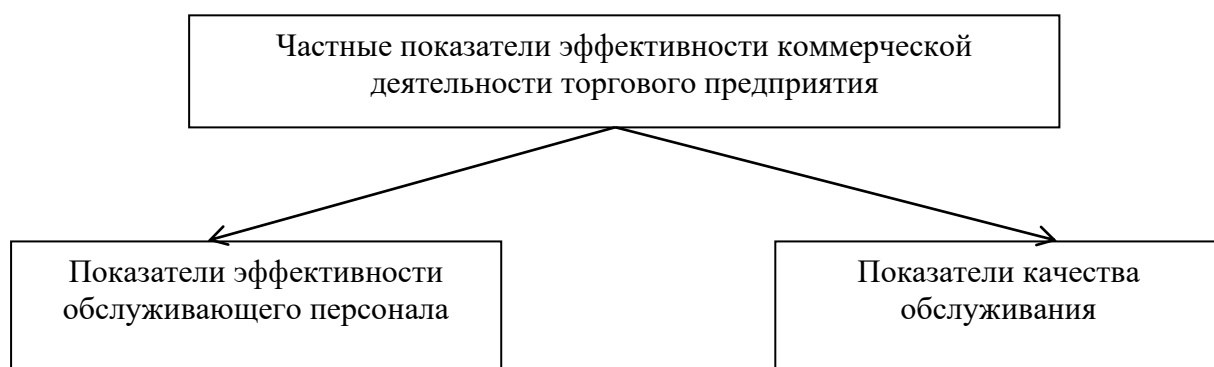 Частные показатели эффективности коммерческой
деятельности торгового предприятия
Показатели эффективности
обслуживающего персонала
Показатели качества
обслуживания